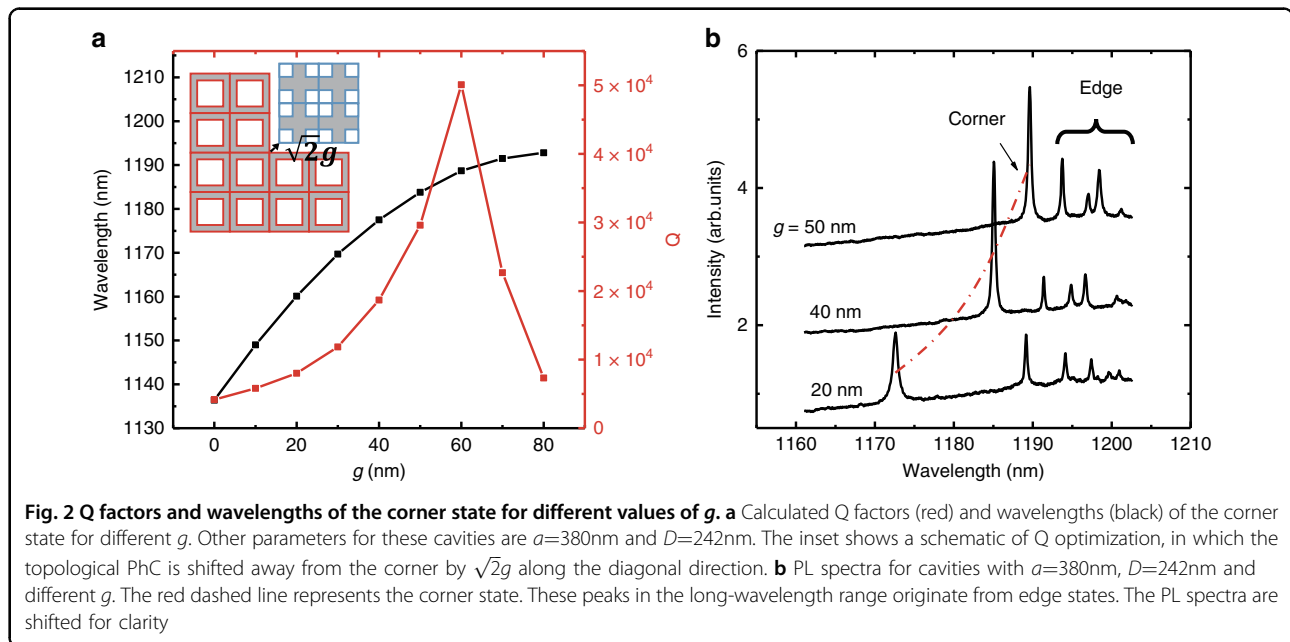 a
1210
1200
1190
1180
1170
1160
1150
1140
1130
Wavelength (nm)
0
20
40
60
80
g (nm)
5 × 10⁴
4 × 10⁴
3 × 10⁴
2 × 10⁴
1 × 10⁴
0
Q
√2g
b
6
4
2
Intensity (arb.units)
Edge
Corner
g = 50 nm
40 nm
20 nm
1160
1170
1180
1190
1200
1210
Wavelength (nm)
Fig. 2 Q factors and wavelengths of the corner state for different values of g. a Calculated Q factors (red) and wavelengths (black) of the corner
state for different g. Other parameters for these cavities are a=380nm and D=242nm. The inset shows a schematic of Q optimization, in which the
topological PhC is shifted away from the corner by √2g along the diagonal direction. b PL spectra for cavities with a=380nm, D=242nm and
different g. The red dashed line represents the corner state. These peaks in the long-wavelength range originate from edge states. The PL spectra are
shifted for clarity